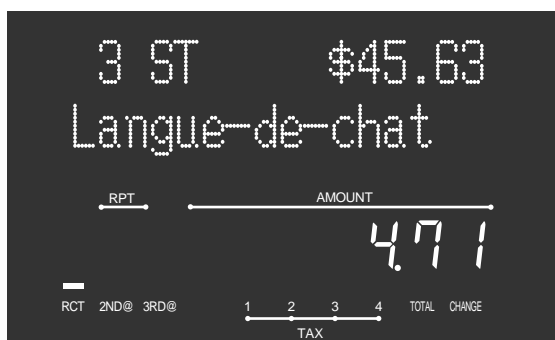 3 ST $45.63
Langue-de-chat
RPT AMOUNT
4.71
RCT 2ND@ 3RD@ 1 2 3 4 TOTAL CHANGE
TAX